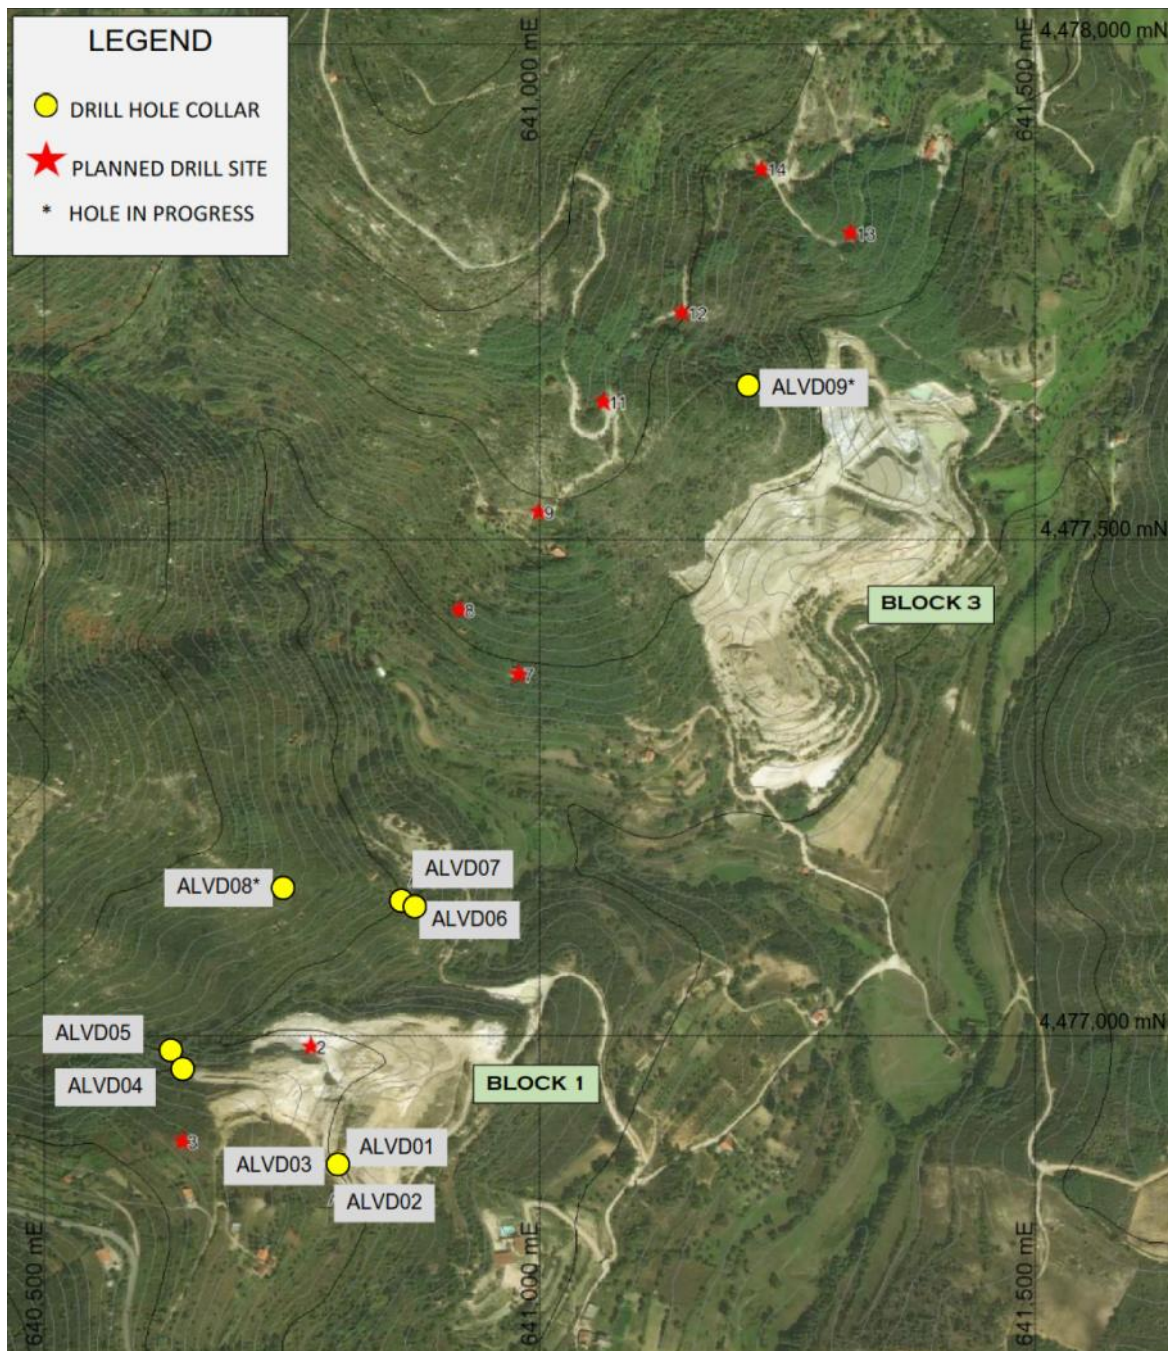 LEGEND
DRILL HOLE COLLAR
PLANNED DRILL SITE
* HOLE IN PROGRESS
641,000 mE
641,500 mE
4,478,000 mN
14
13
12
ALVD09*
11
9
4,477,500 mN
8
BLOCK 3
7
ALVD07
ALVD08*
ALVD06
ALVD05
4,477,000 mN
2
ALVD04
BLOCK 1
3
ALVD01
ALVD03
ALVD02
640,500 mE
641,000 mE
641,500 mE